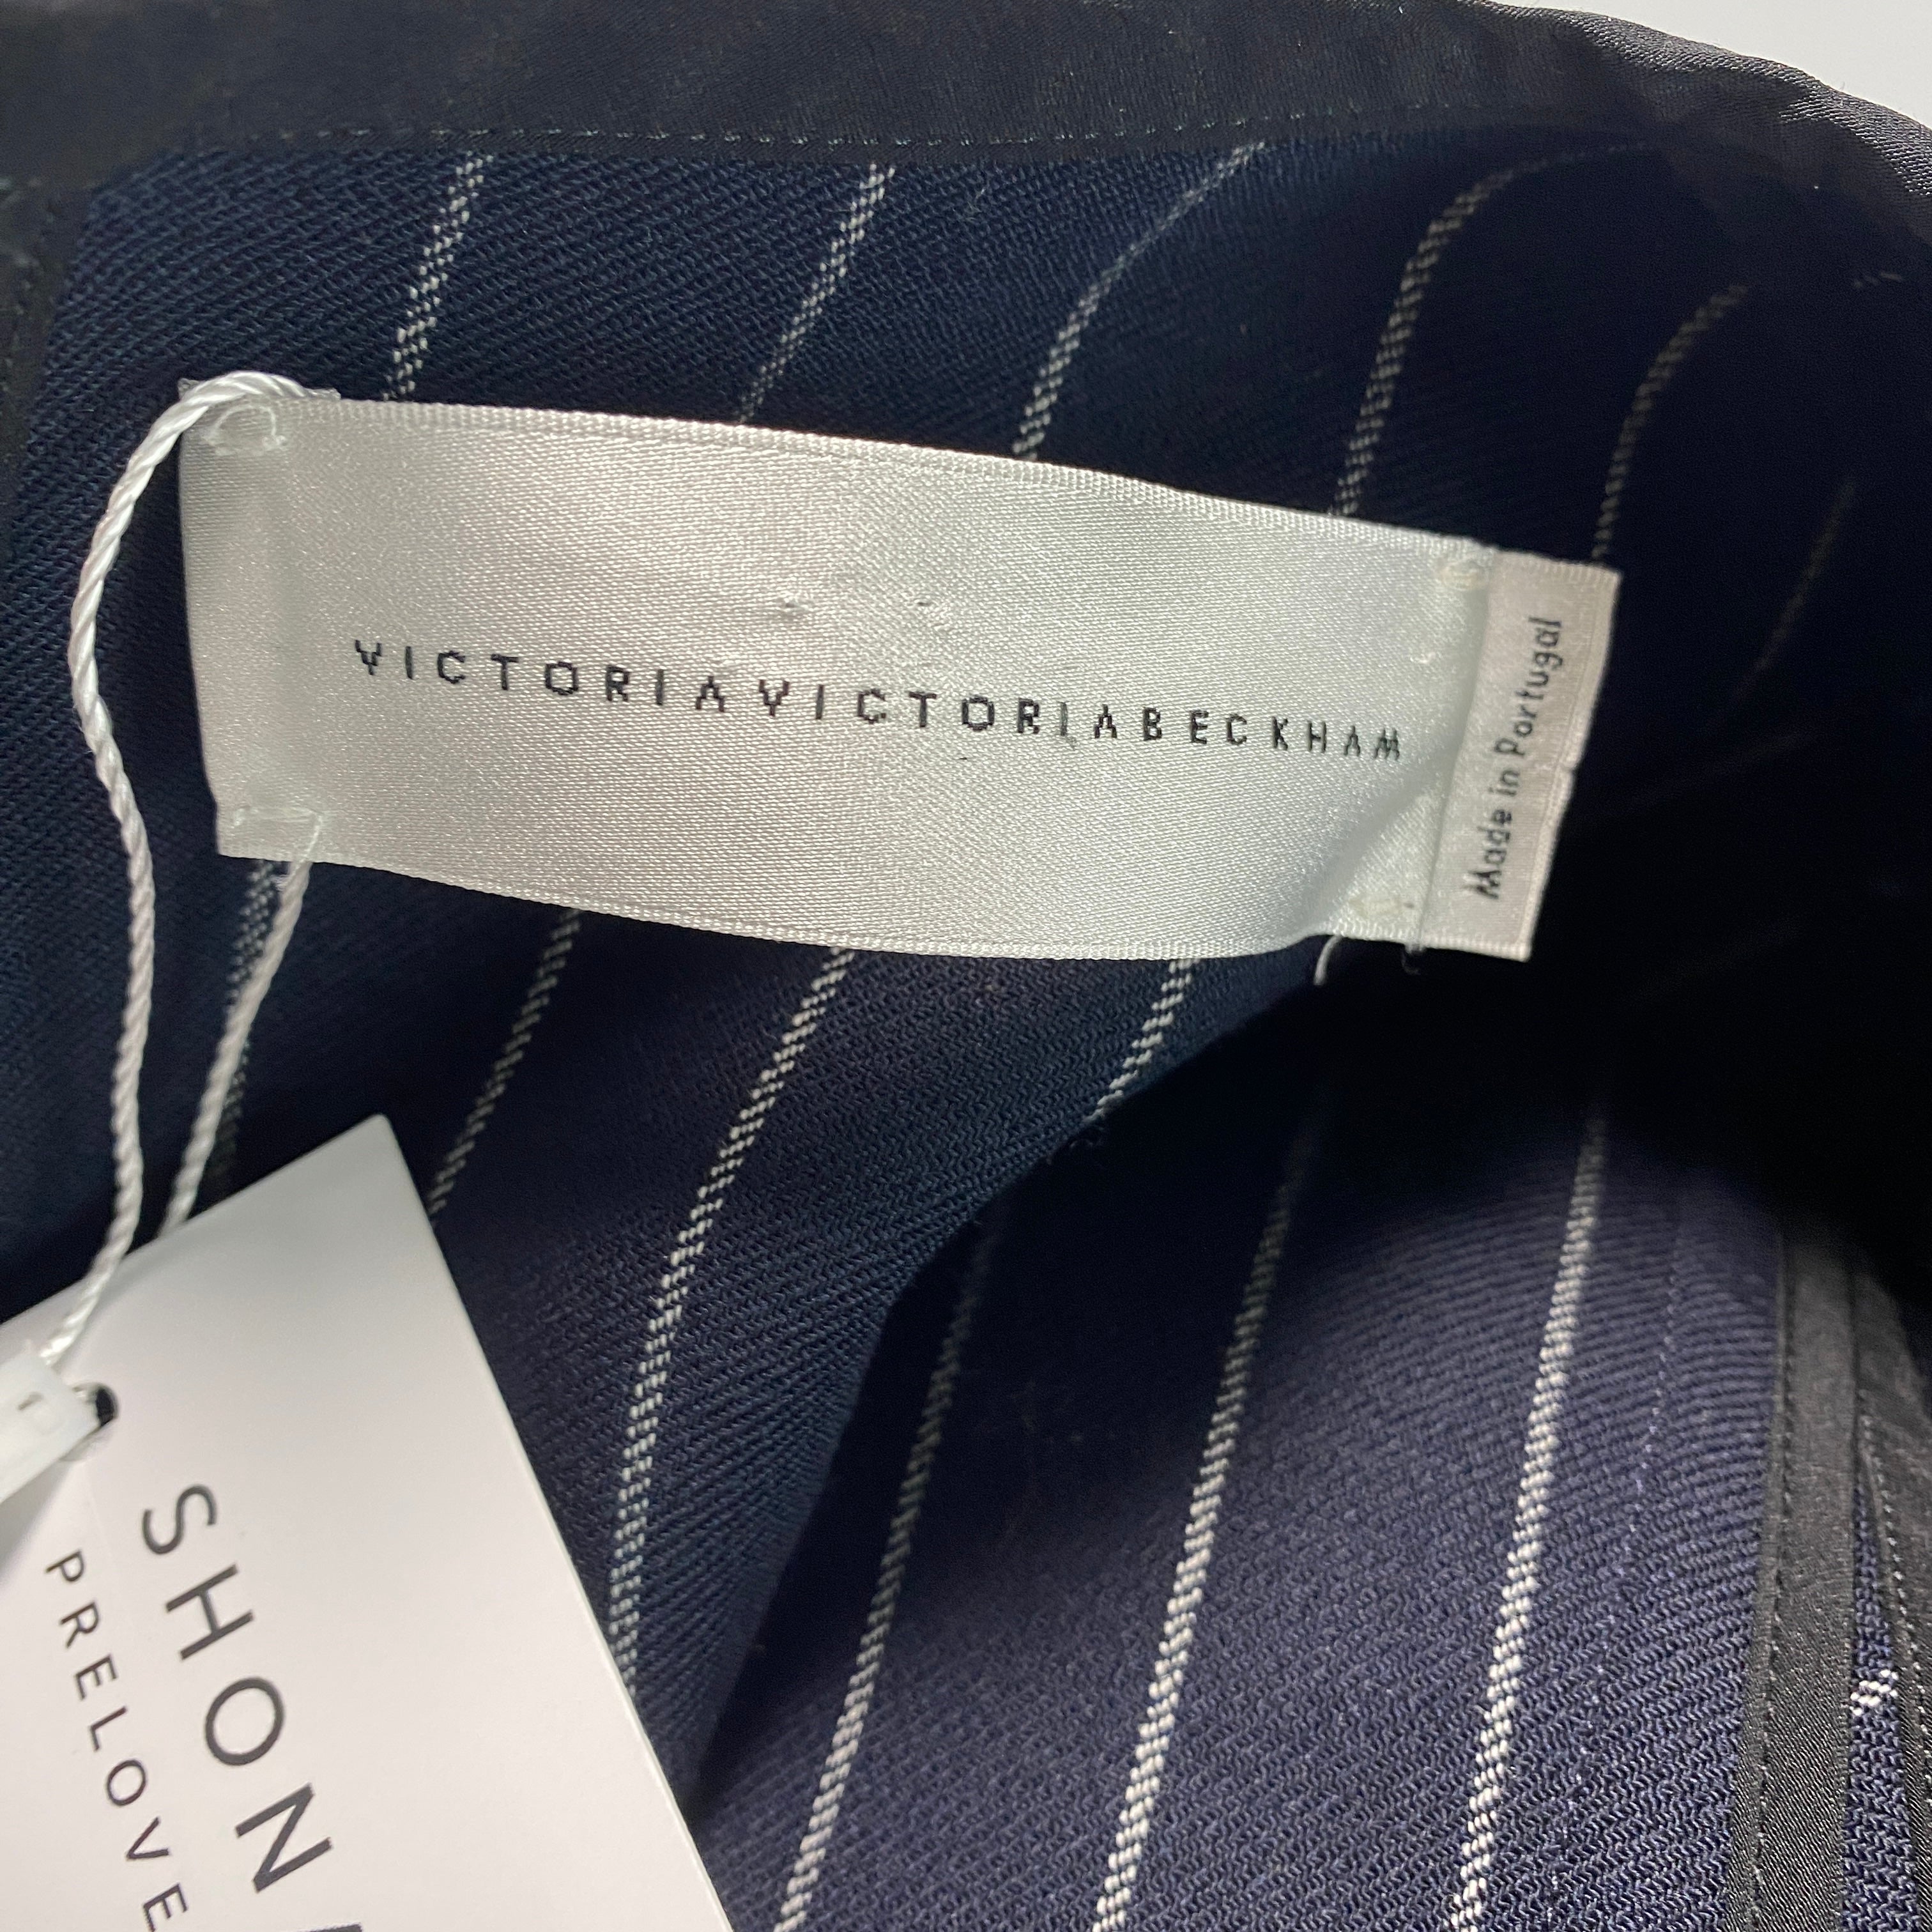 VICTORIAVICTORIABECKHAM
Made in Portugal
SHON
PRELOVE